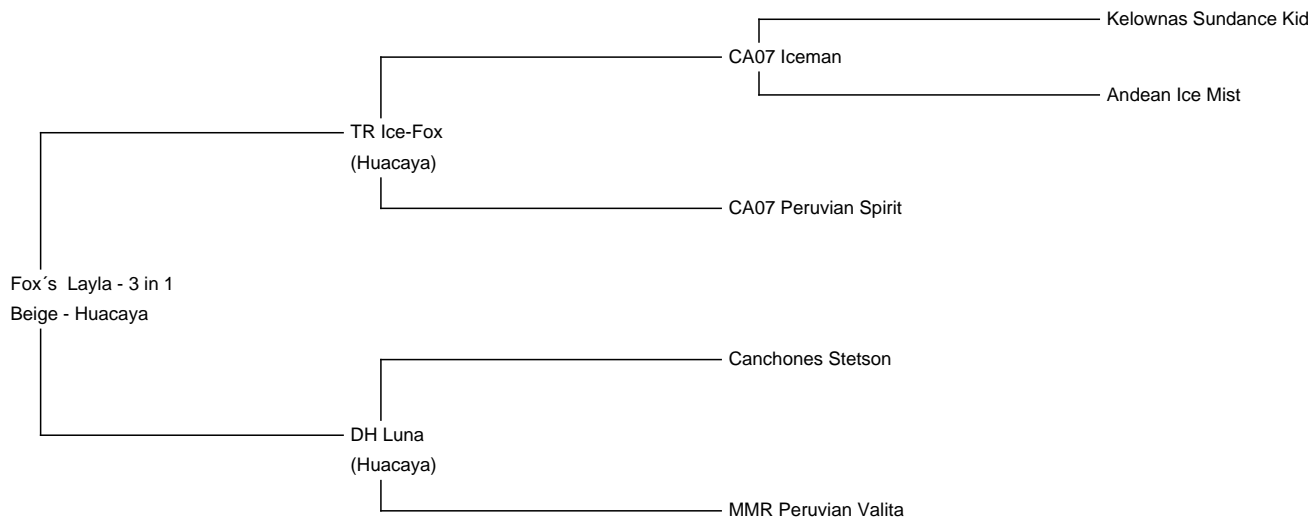 Kelownas Sundance Kid
CA07 Iceman
Andean Ice Mist
TR Ice-Fox
(Huacaya)
CA07 Peruvian Spirit
Fox´s  Layla - 3 in 1
Beige - Huacaya
Canchones Stetson
DH Luna
(Huacaya)
MMR Peruvian Valita